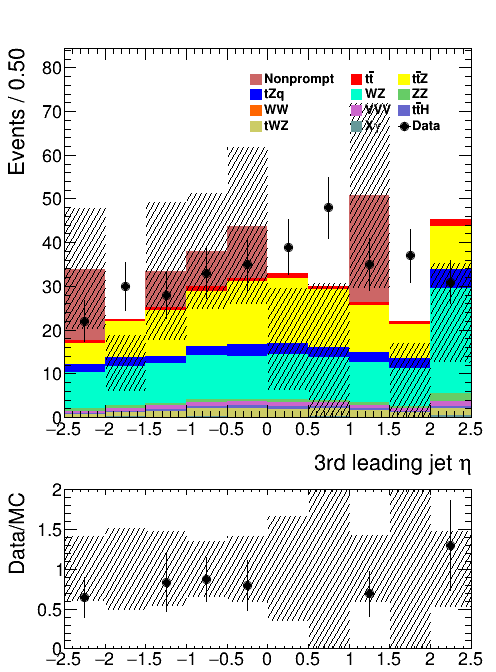 Events / 0.50
80
70
60
50
40
30
20
10
0
Nonprompt tt̄ tt̄Z
tZq WZ ZZ
WW VVV tt̄H
tWZ Xγ Data
−2.5 −2 −1.5 −1 −0.5 0 0.5 1 1.5 2 2.5
3rd leading jet η
Data/MC
2
1.5
1
0.5
0
−2.5 −2 −1.5 −1 −0.5 0 0.5 1 1.5 2 2.5